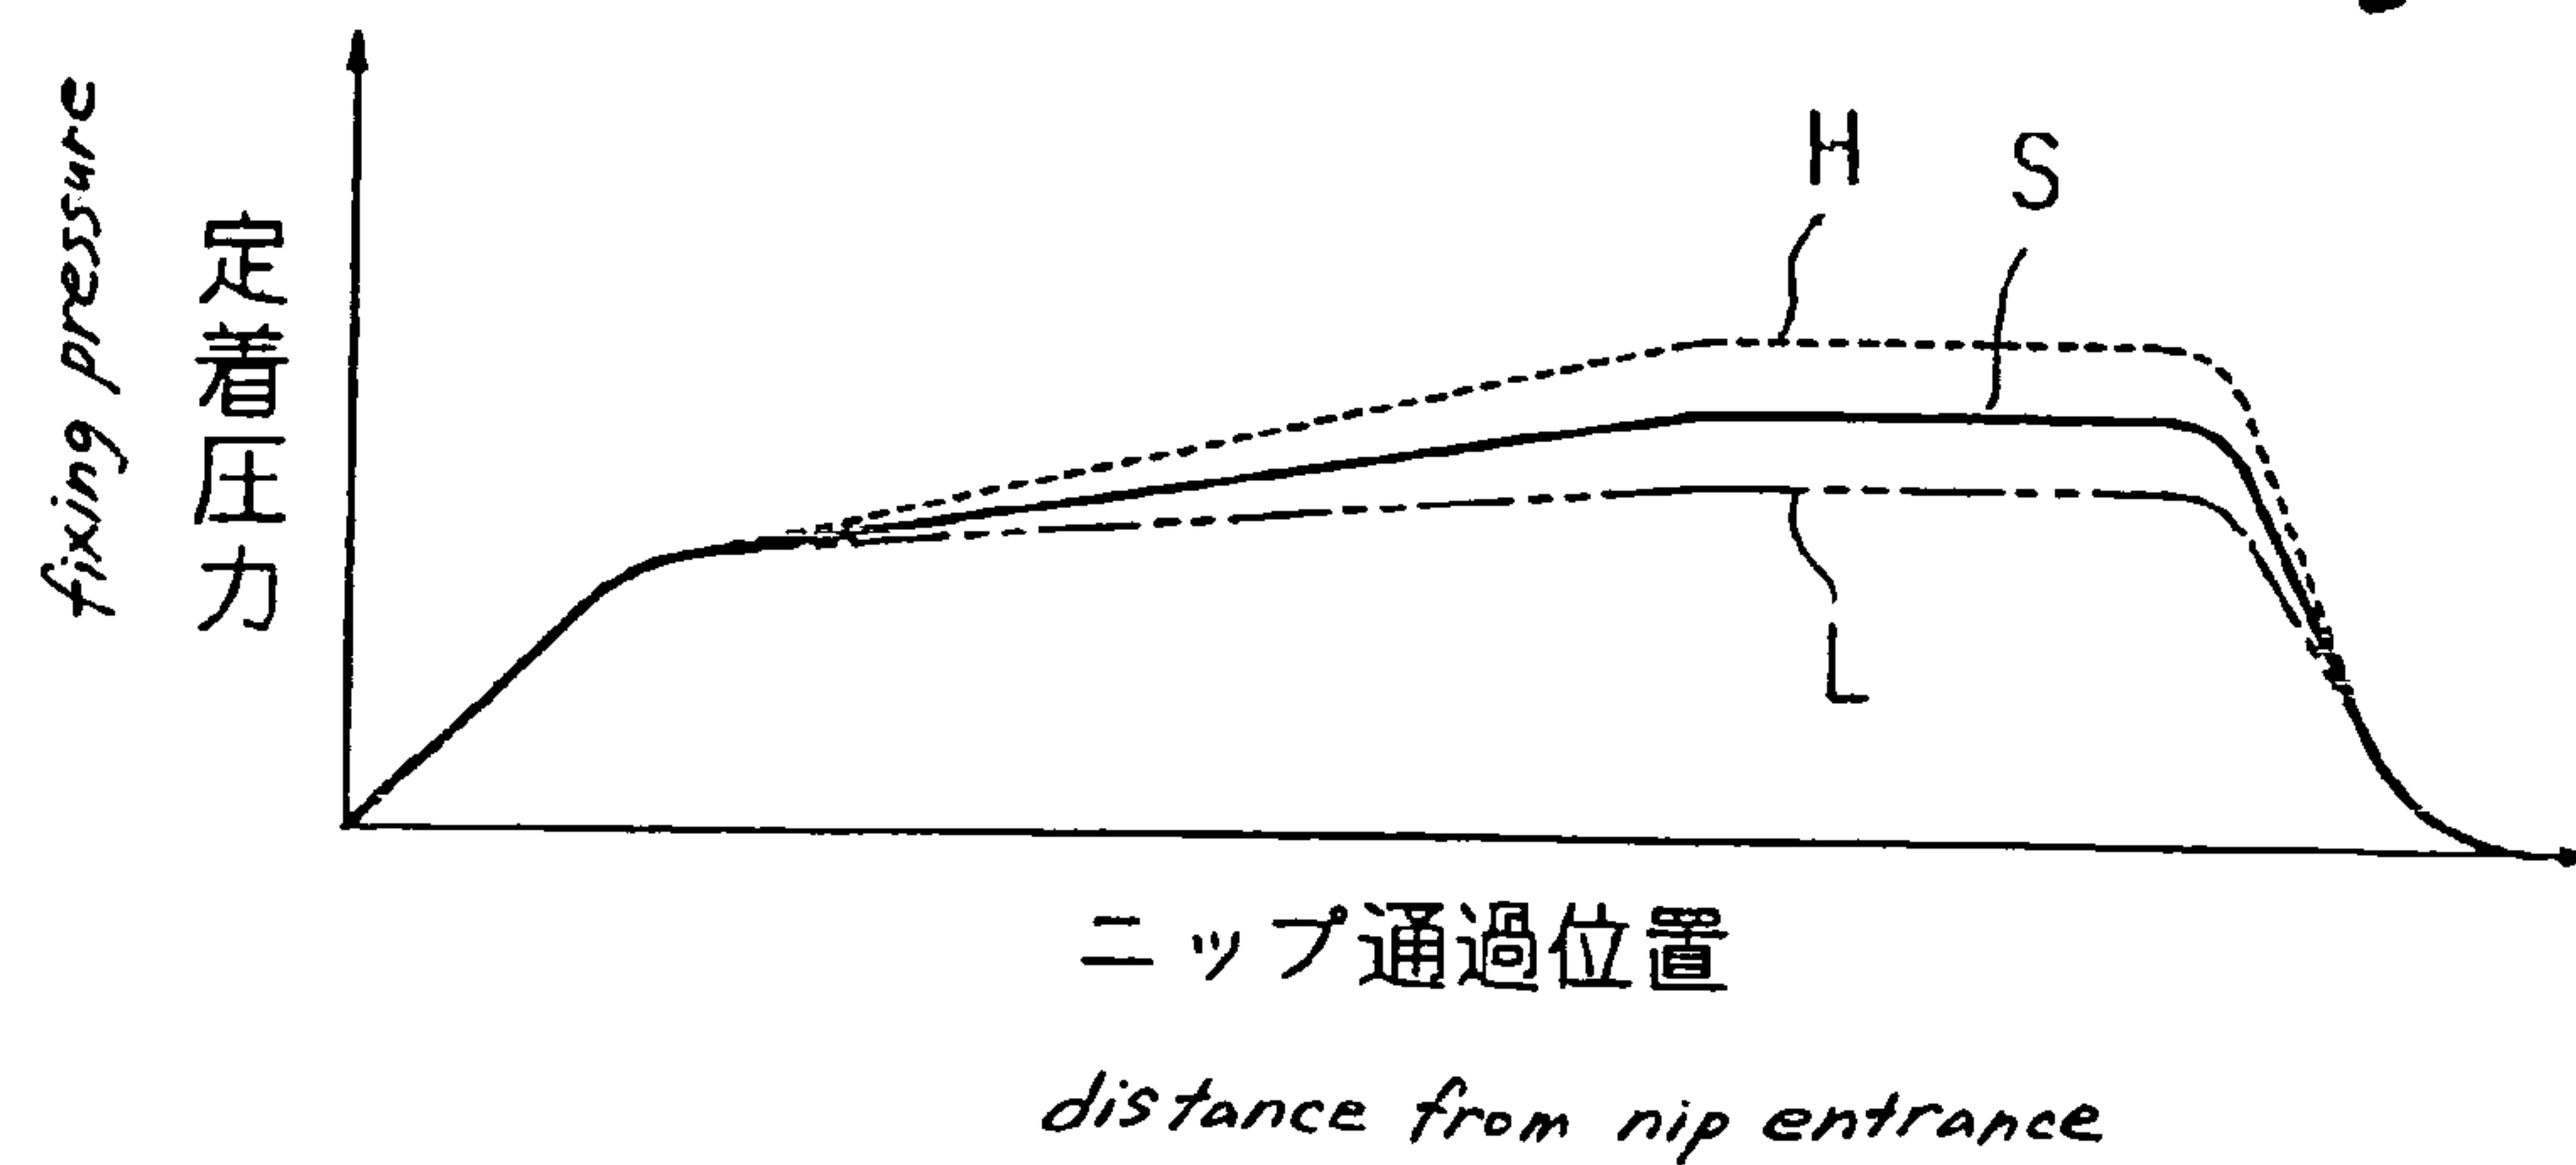 fixing pressure
定着圧力
H
S
L
ニップ通過位置
distance from nip entrance